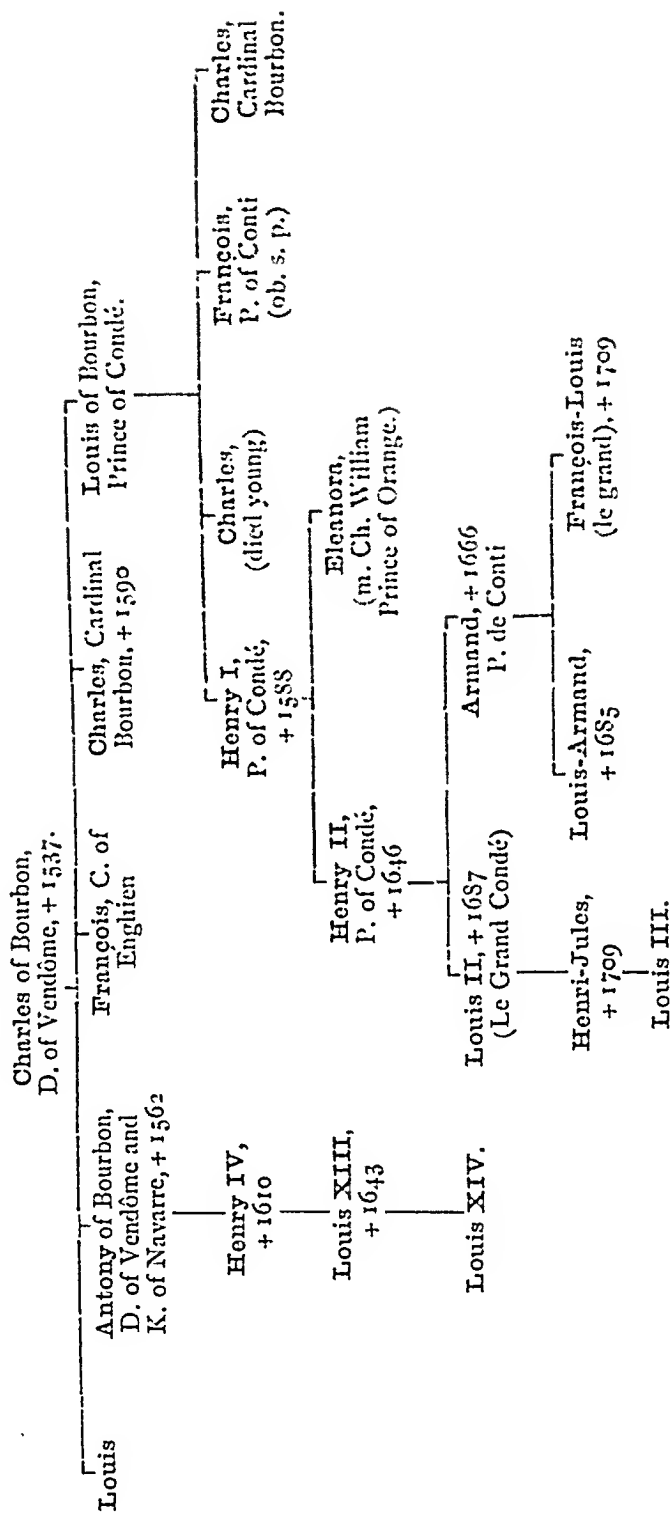 Charles of Bourbon,
D. of Vendôme, + 1537.
Louis
Antony of Bourbon,
D. of Vendôme and
K. of Navarre, + 1562
François, C. of
Enghien
Charles, Cardinal
Bourbon, + 1590
Louis of Bourbon,
Prince of Condé.
Henry IV,
+ 1610
Henry I,
P. of Condé,
+ 1588
Charles,
(died young)
François,
P. of Conti
(ob. s. p.)
Charles,
Cardinal
Bourbon.
Louis XIII,
+ 1643
Henry II,
P. of Condé,
+ 1646
Eleanora,
(m. Ch. William
Prince of Orange.)
Louis XIV.
Louis II, + 1687
(Le Grand Condé)
Armand, + 1666
P. de Conti
Henri-Jules,
+ 1709
Louis-Armand,
+ 1685
François-Louis
(le grand), + 1709
Louis III.